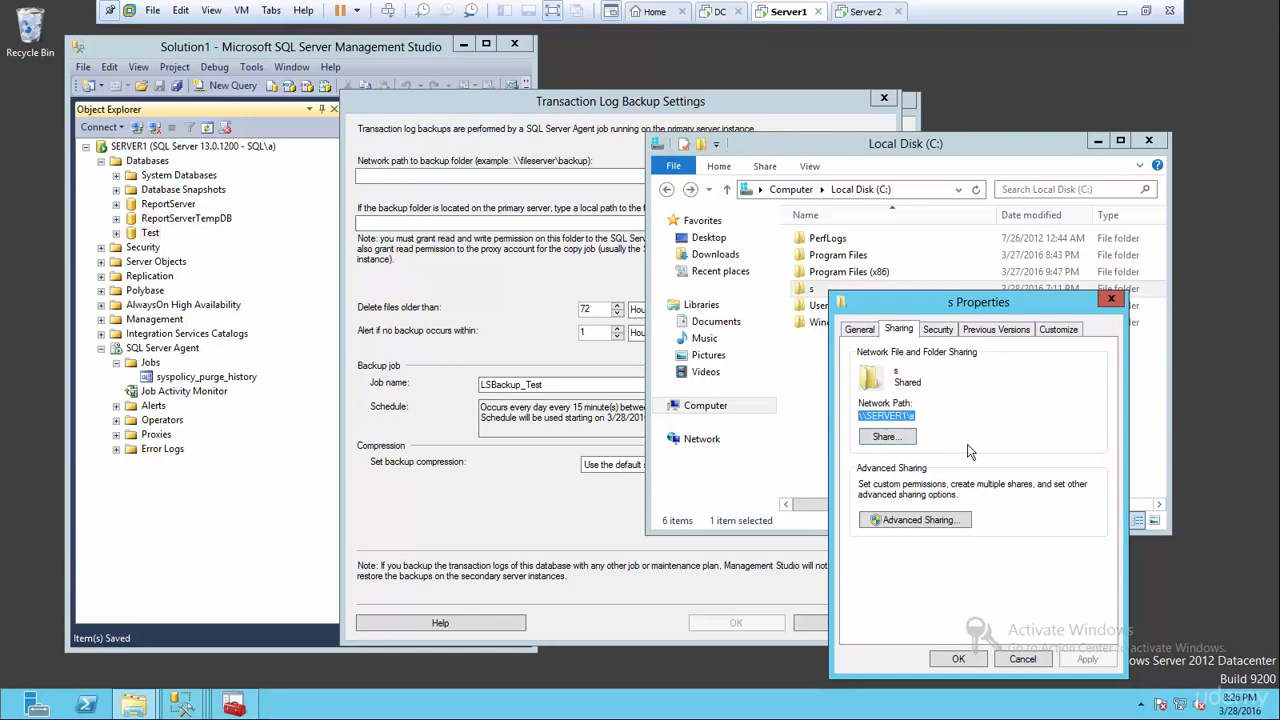 File Edit View VM Tabs Help
Home
DC
Server1
Server2
Recycle Bin
Solution1 - Microsoft SQL Server Management Studio
File Edit View Project Debug Tools Window Help
New Query
Object Explorer
Connect
SERVER1 (SQL Server 13.0.1200 - SQL\a)
Databases
System Databases
Database Snapshots
ReportServer
ReportServerTempDB
Test
Security
Server Objects
Replication
Polybase
AlwaysOn High Availability
Management
Integration Services Catalogs
SQL Server Agent
Jobs
syspolicy_purge_history
Job Activity Monitor
Alerts
Operators
Proxies
Error Logs
Item(s) Saved
Transaction Log Backup Settings
Transaction log backups are performed by a SQL Server Agent job running on the primary server instance.
Network path to backup folder (example: \\fileserver\backup):
If the backup folder is located on the primary server, type a local path to the
Note: you must grant read and write permission on this folder to the SQL
also grant read permission to the proxy account for the copy job (usually the
instance).
Delete files older than: 72
Alert if no backup occurs within: 1
Backup job
Job name: LSBackup_Test
Schedule: Occurs every day every 15 minute(s) between
Schedule will be used starting on 3/28/201
Compression
Set backup compression: Use the default
Note: If you backup the transaction logs of this database with any other job or maintenance plan, Management Studio will not
restore the backups on the secondary server instances.
Help
OK
Local Disk (C:)
File Home Share View
Computer Local Disk (C:)
Search Local Disk (C:)
Favorites
Desktop
Downloads
Recent places
Libraries
Documents
Music
Pictures
Videos
Computer
Network
Name Date modified Type
PerfLogs 7/26/2012 12:44 AM File folder
Program Files 3/27/2016 8:43 PM File folder
Program Files (x86) 3/27/2016 9:47 PM File folder
s 3/28/2016 7:11 PM File folder
6 items 1 item selected
s Properties
General Sharing Security Previous Versions Customize
Network File and Folder Sharing
s
Shared
Network Path:
\\SERVER1\s
Share...
Advanced Sharing
Set custom permissions, create multiple shares, and set other
advanced sharing options.
Advanced Sharing...
OK Cancel Apply
Activate Windows
Go to Action Center to activate Windows.
Windows Server 2012 Datacenter
Build 9200
8:26 PM
3/28/2016